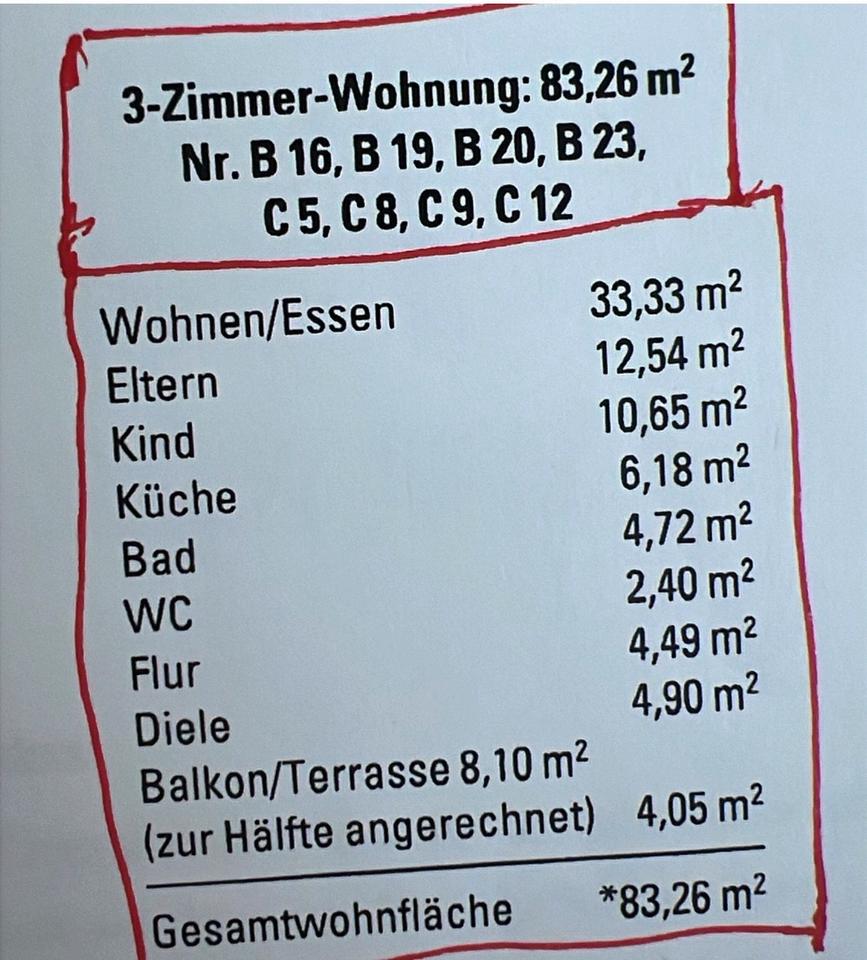 3-Zimmer-Wohnung: 83,26 m²
Nr. B 16, B 19, B 20, B 23,
C 5, C 8, C 9, C 12
Wohnen/Essen 33,33 m²
Eltern 12,54 m²
Kind 10,65 m²
Küche 6,18 m²
Bad 4,72 m²
WC 2,40 m²
Flur 4,49 m²
Diele 4,90 m²
Balkon/Terrasse 8,10 m²
(zur Hälfte angerechnet) 4,05 m²
Gesamtwohnfläche *83,26 m²